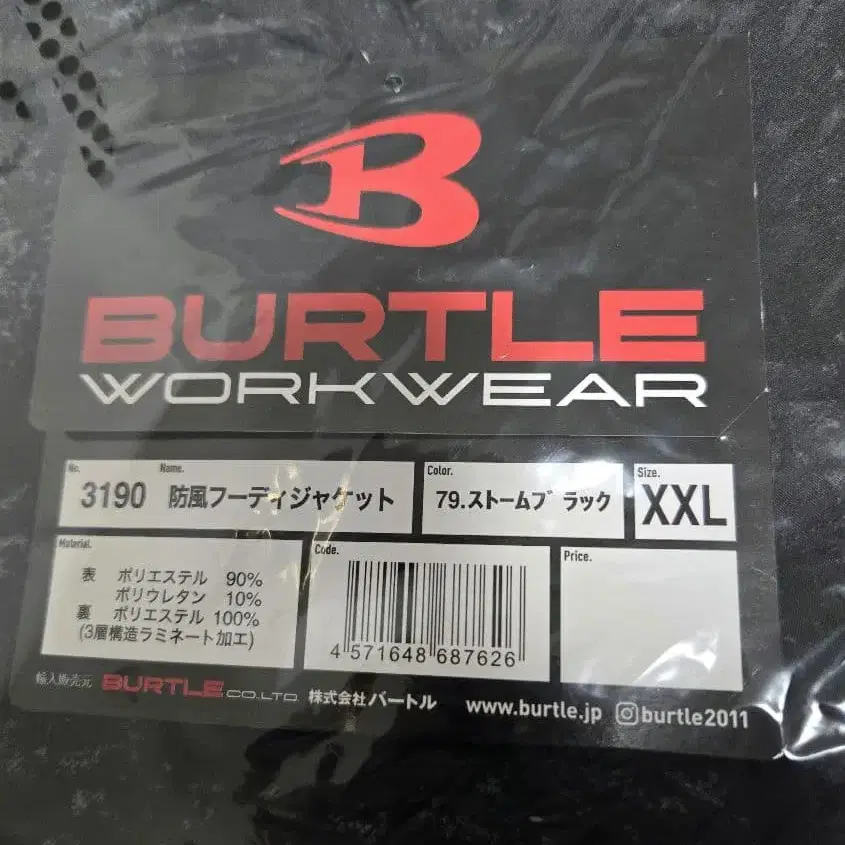 B
BURTLE
WORKWEAR
No. Name.
3190 防風フーディジャケット
Color.
79.ストームブラック
Size.
XXL
Material.
表 ポリエステル 90%
ポリウレタン 10%
裏 ポリエステル 100%
(3層構造ラミネート加工)
Code.
4 571648 687626
Price.
輸入販売元 BURTLE CO.LTD. 株式会社バートル www.burtle.jp burtle2011